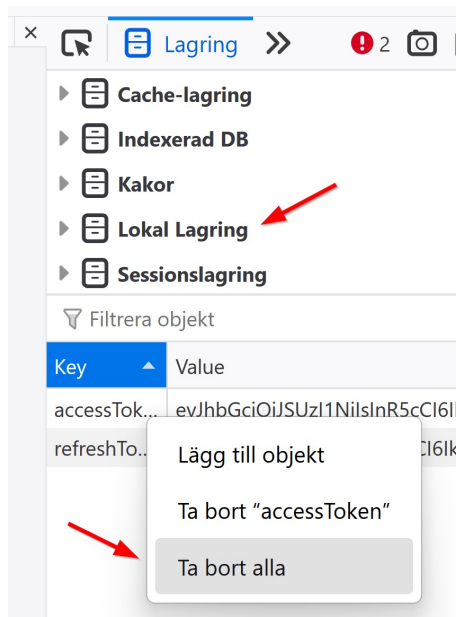 Lagring 2
Cache-lagring
Indexerad DB
Kakor
Lokal Lagring
Sessionslagring
Filtrera objekt
Key Value
accessTok...
refreshTo...
Lägg till objekt
Ta bort “accessToken”
Ta bort alla